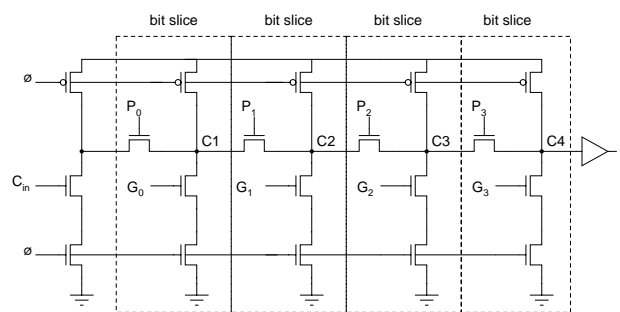 bit slice bit slice bit slice bit slice
ø
P0 P1 P2 P3
C1 C2 C3 C4
Cin G0 G1 G2 G3
ø